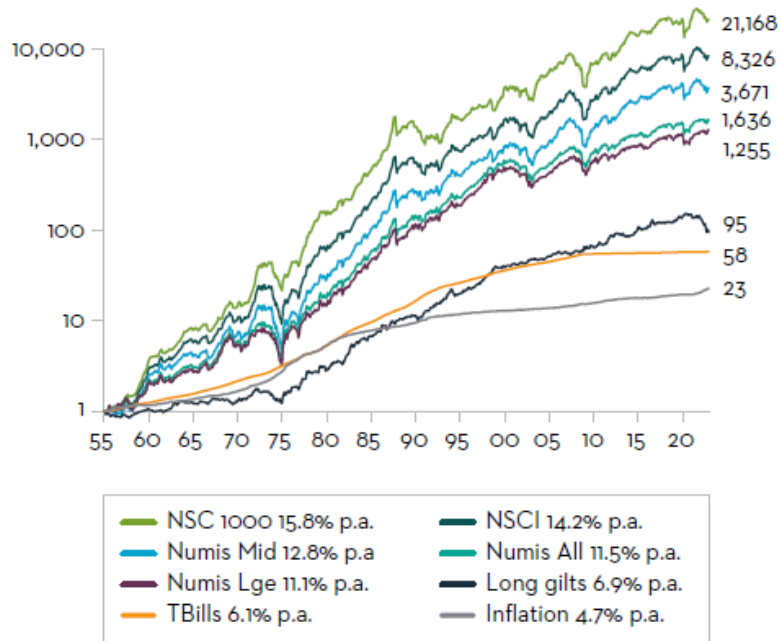 10,000
1,000
100
10
1
21,168
8,326
3,671
1,636
1,255
95
58
23
55 60 65 70 75 80 85 90 95 00 05 10 15 20
NSC 1000 15.8% p.a.
NSCI 14.2% p.a.
Numis Mid 12.8% p.a
Numis All 11.5% p.a.
Numis Lge 11.1% p.a.
Long gilts 6.9% p.a.
TBills 6.1% p.a.
Inflation 4.7% p.a.